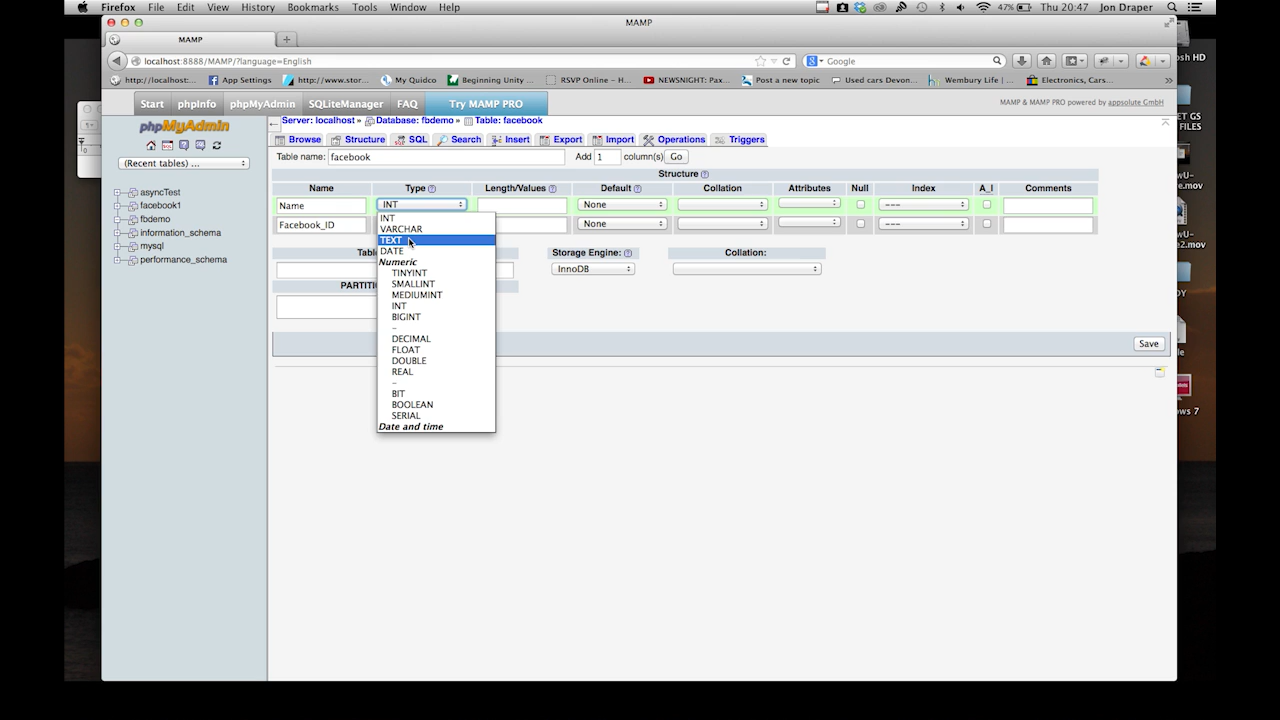 Firefox File Edit View History Bookmarks Tools Window Help 47% Thu 20:47 Jon Draper
MAMP
MAMP
localhost:8888/MAMP/?language=English Google
http://localhost:... App Settings http://www.stor... My Quidco Beginning Unity ... RSVP Online – H... NEWSNIGHT: Pax... Post a new topic Used cars Devon... Wembury Life | ... Electronics, Cars... »
Start phpInfo phpMyAdmin SQLiteManager FAQ Try MAMP PRO MAMP & MAMP PRO powered by appsolute GmbH
phpMyAdmin
(Recent tables) ...
asyncTest
facebook1
fbdemo
information_schema
mysql
performance_schema
Server: localhost » Database: fbdemo » Table: facebook
Browse Structure SQL Search Insert Export Import Operations Triggers
Table name: facebook Add 1 column(s) Go
Structure
Name Type Length/Values Default Collation Attributes Null Index A_I Comments
Name INT None ---
Facebook_ID None ---
INT
VARCHAR
TEXT
DATE
Numeric
TINYINT
SMALLINT
MEDIUMINT
INT
BIGINT
–
DECIMAL
FLOAT
DOUBLE
REAL
–
BIT
BOOLEAN
SERIAL
Date and time
Table Storage Engine: Collation:
InnoDB
PARTITI
Save